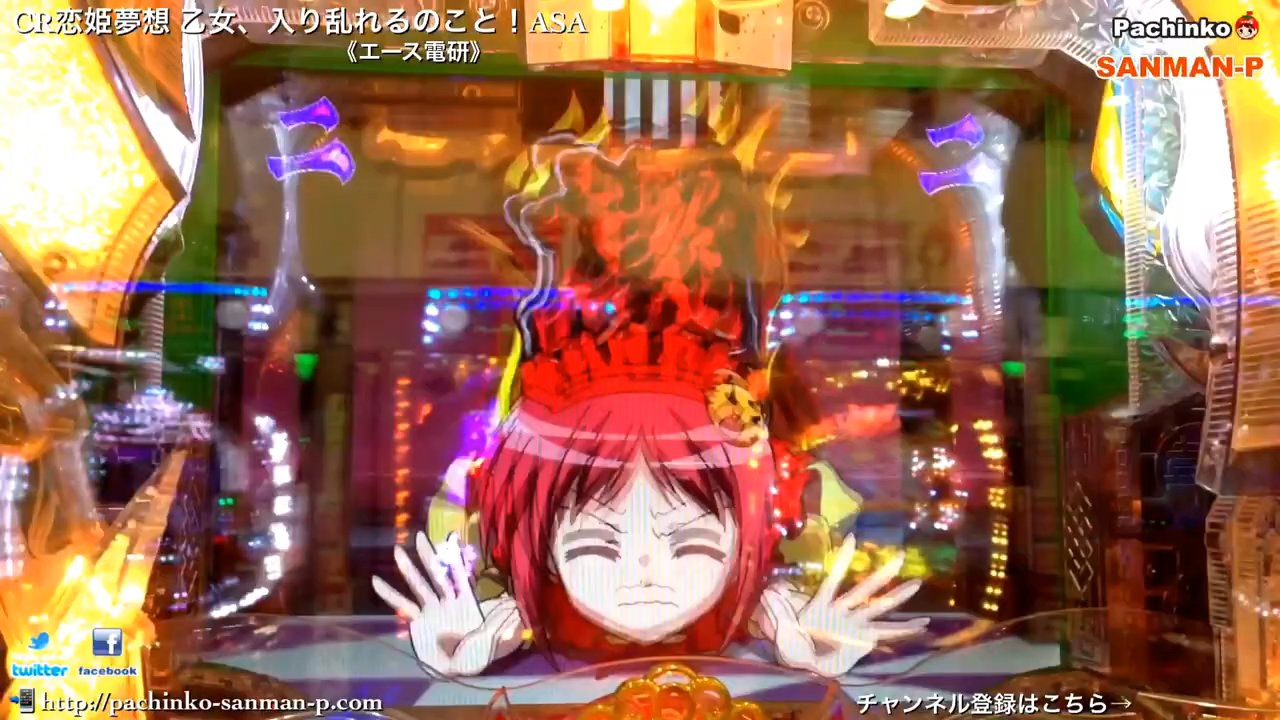 CR恋姫夢想 乙女、入り乱れるのこと！ASA
《エース電研》
Pachinko
SANMAN-P
二
二
twitter
facebook
http://pachinko-sanman-p.com
チャンネル登録はこちら→